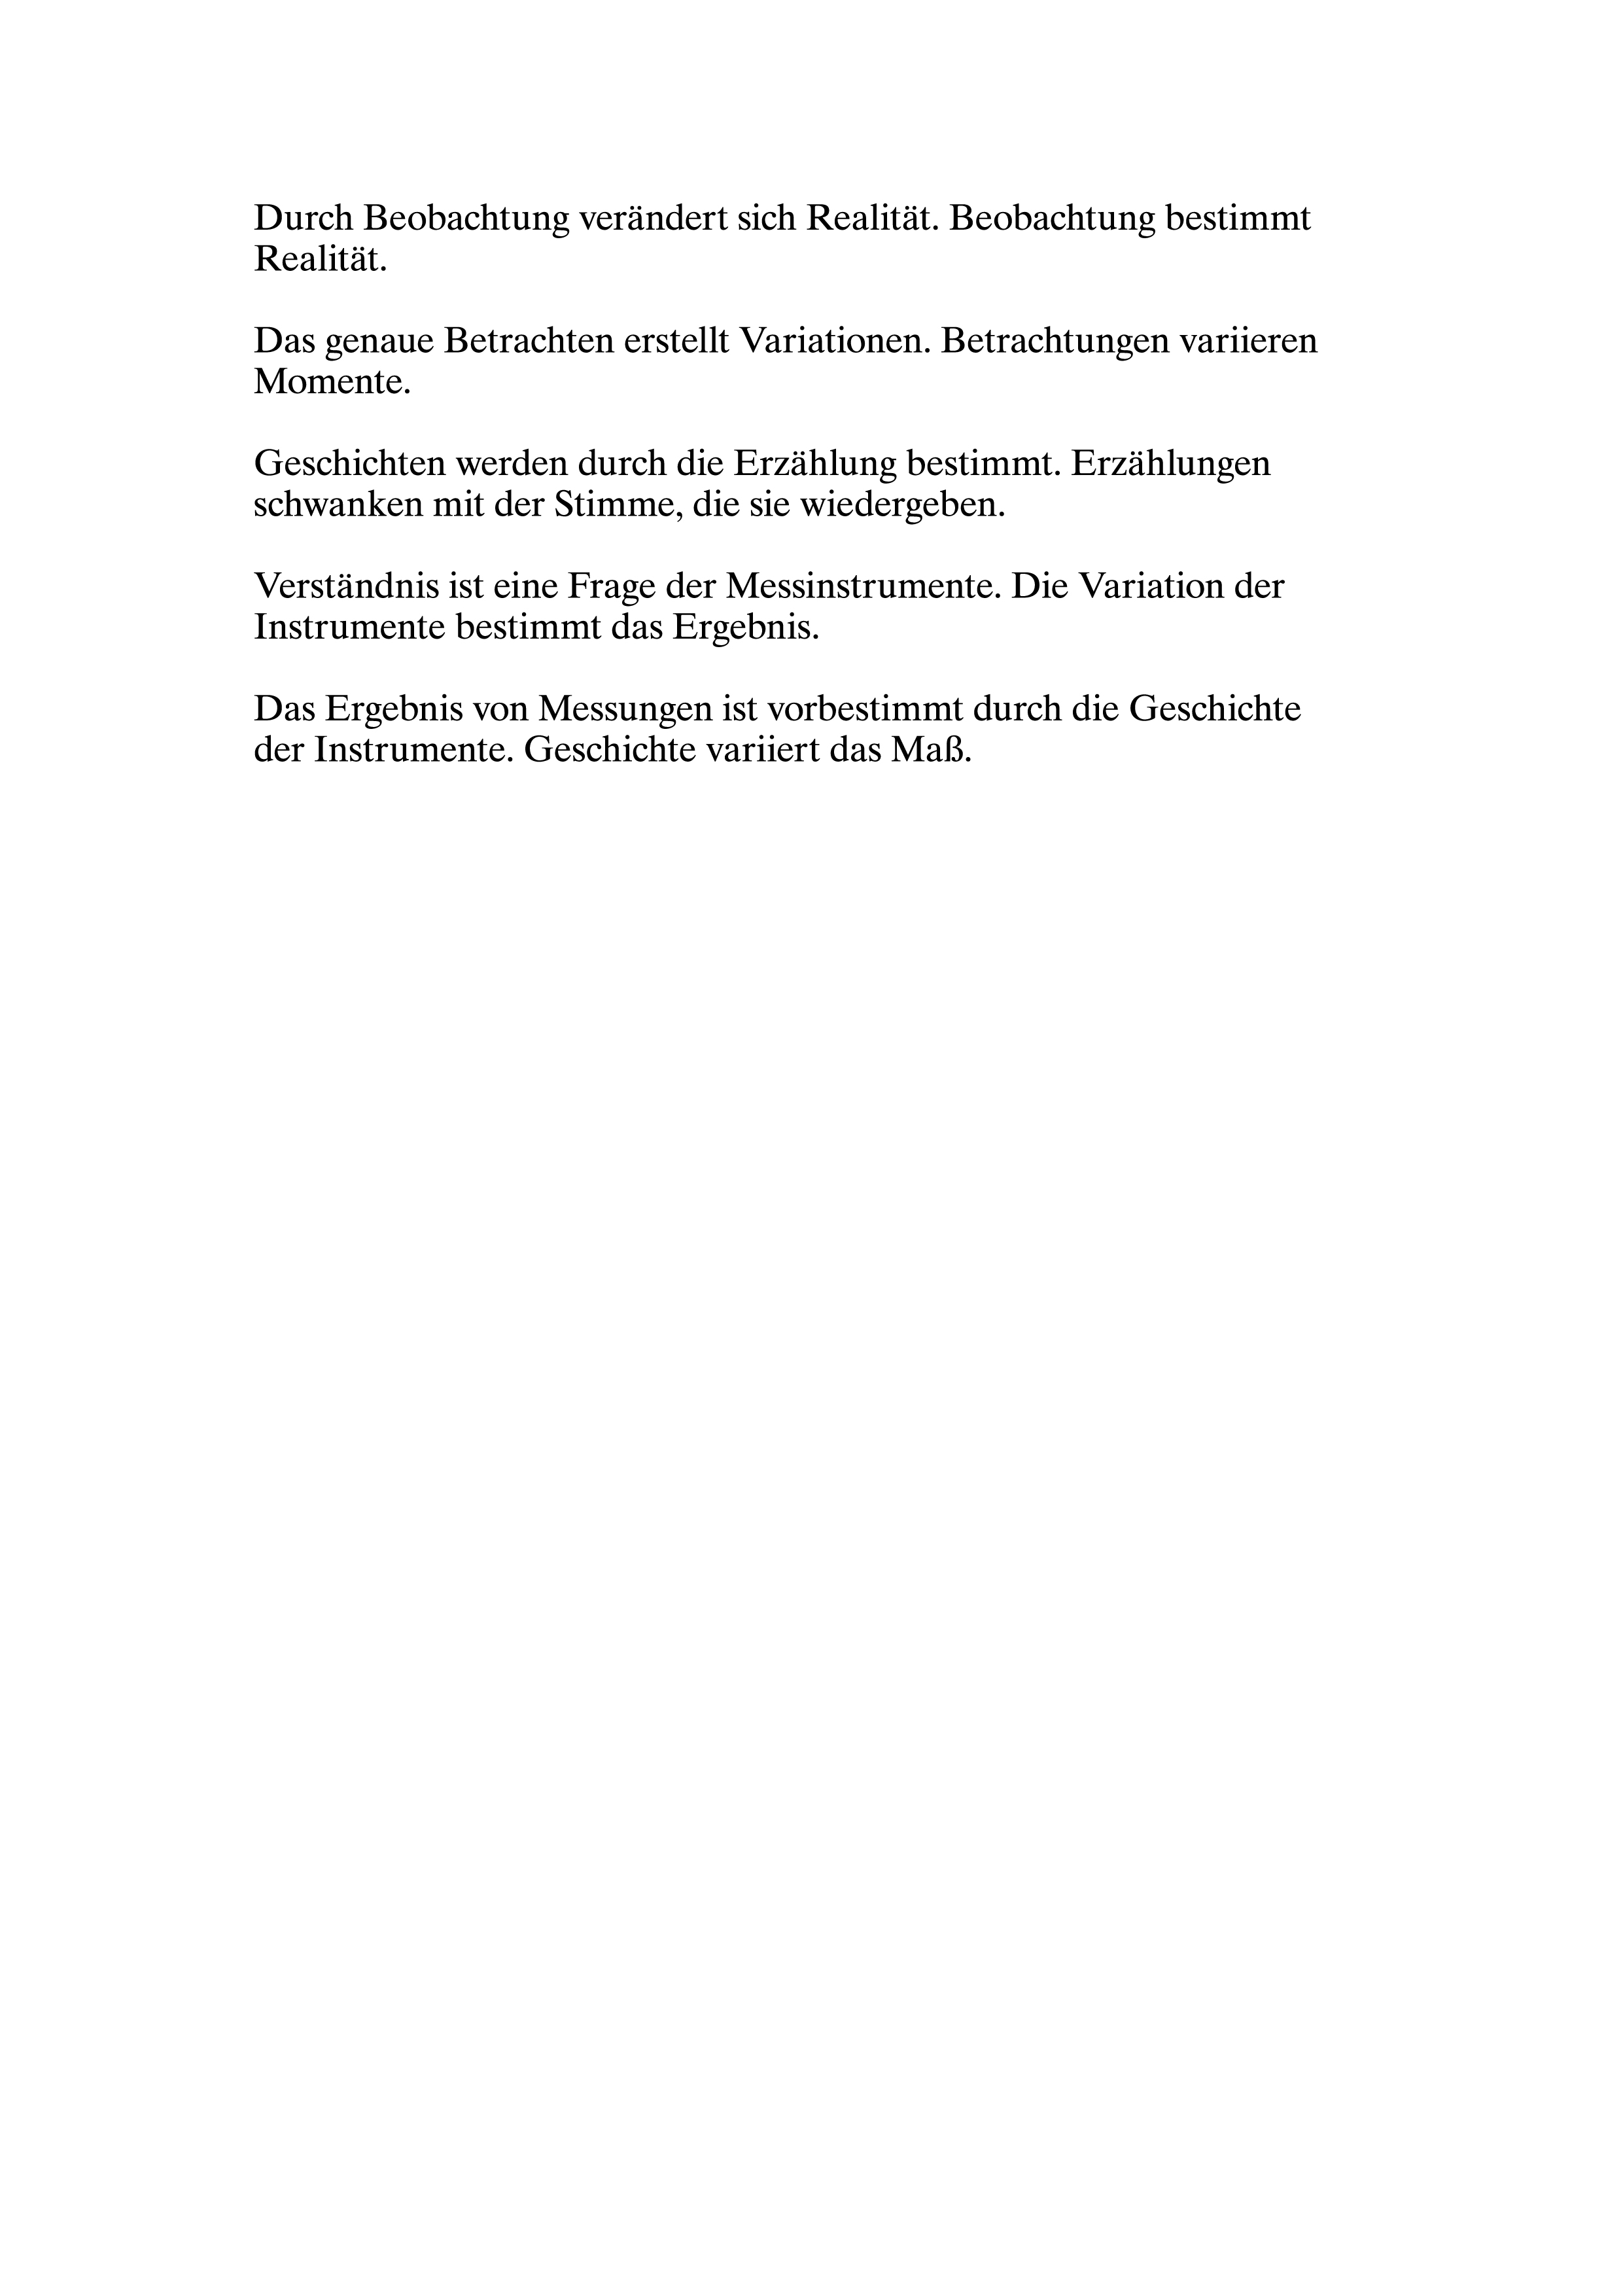 Durch Beobachtung verändert sich Realität. Beobachtung bestimmt
Realität.
Das genaue Betrachten erstellt Variationen. Betrachtungen variieren
Momente.
Geschichten werden durch die Erzählung bestimmt. Erzählungen
schwanken mit der Stimme, die sie wiedergeben.
Verständnis ist eine Frage der Messinstrumente. Die Variation der
Instrumente bestimmt das Ergebnis.
Das Ergebnis von Messungen ist vorbestimmt durch die Geschichte
der Instrumente. Geschichte variiert das Maß.